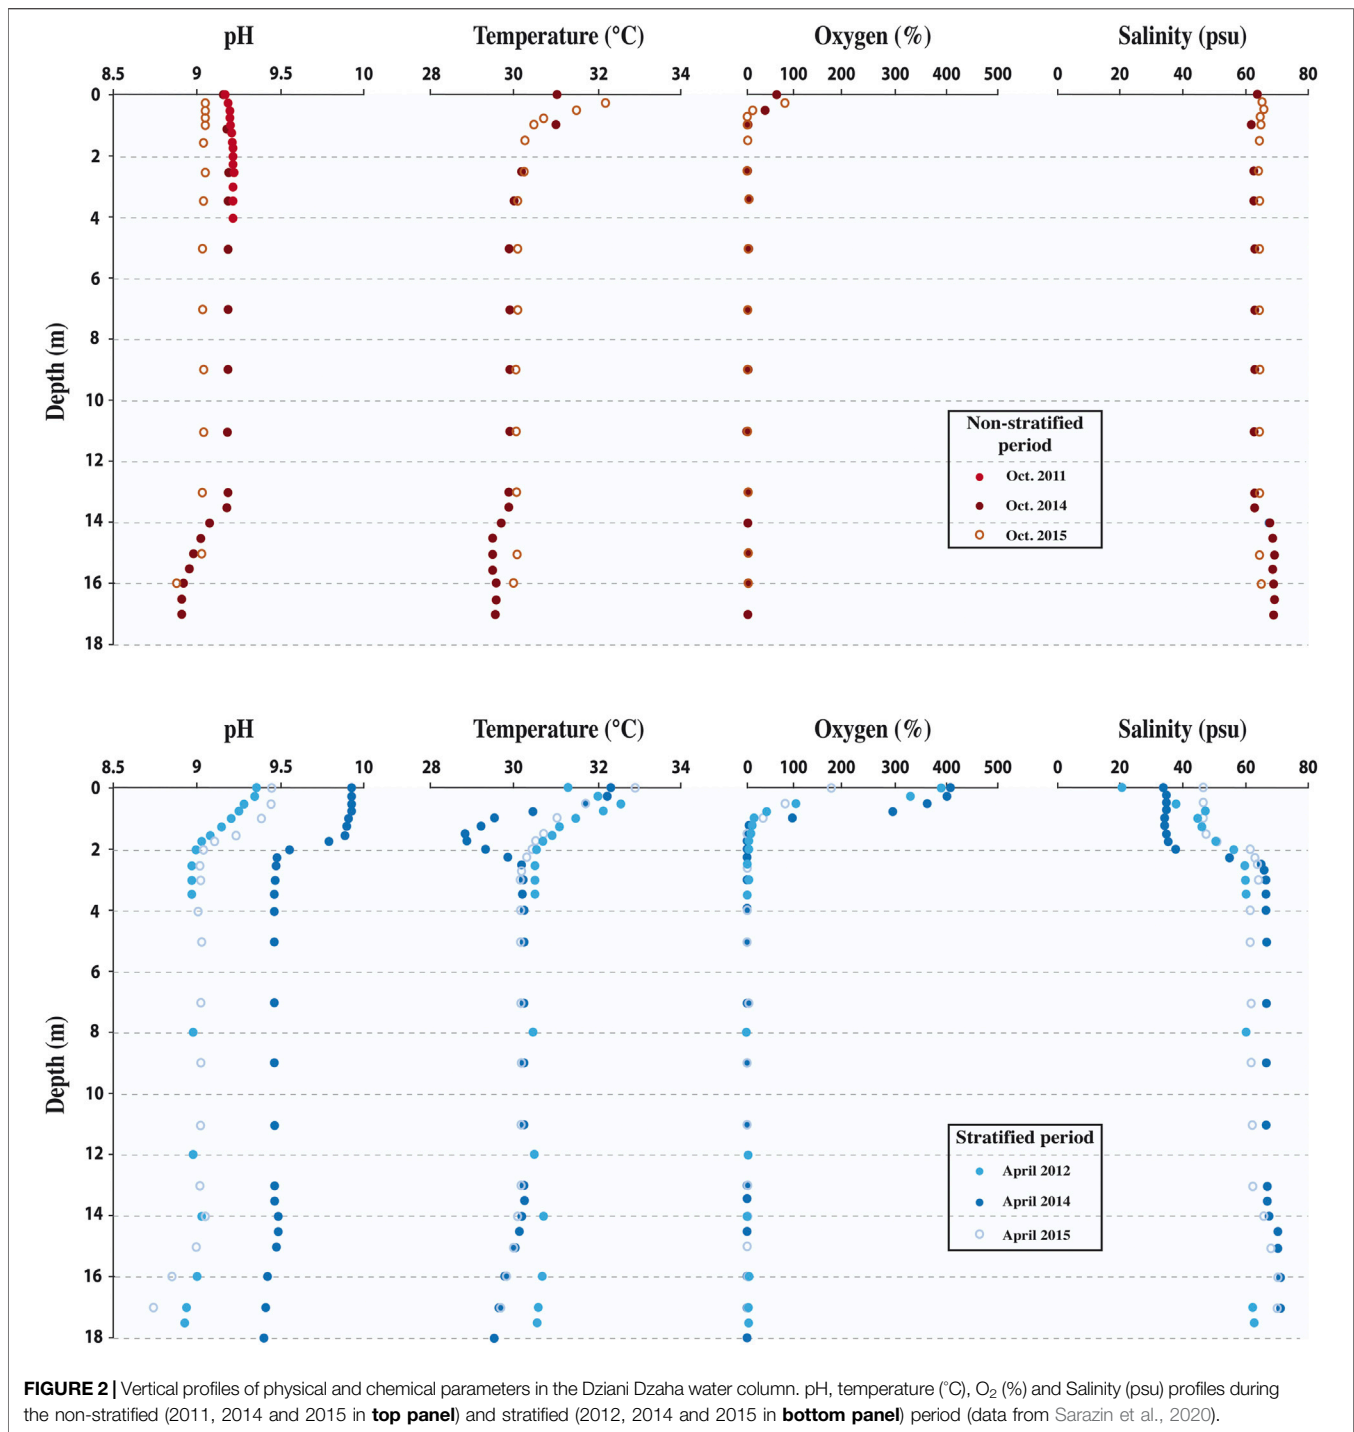 pH Temperature (°C) Oxygen (%) Salinity (psu)
8.5 9 9.5 10 28 30 32 34 0 100 200 300 400 500 0 20 40 60 80
0
2
4
6
8
10
12
14
16
18
Depth (m)
Non-stratified
period
Oct. 2011
Oct. 2014
Oct. 2015
pH Temperature (°C) Oxygen (%) Salinity (psu)
8.5 9 9.5 10 28 30 32 34 0 100 200 300 400 500 0 20 40 60 80
0
2
4
6
8
10
12
14
16
18
Depth (m)
Stratified period
April 2012
April 2014
April 2015
FIGURE 2 | Vertical profiles of physical and chemical parameters in the Dziani Dzaha water column. pH, temperature (°C), O₂ (%) and Salinity (psu) profiles during
the non-stratified (2011, 2014 and 2015 in top panel) and stratified (2012, 2014 and 2015 in bottom panel) period (data from Sarazin et al., 2020).